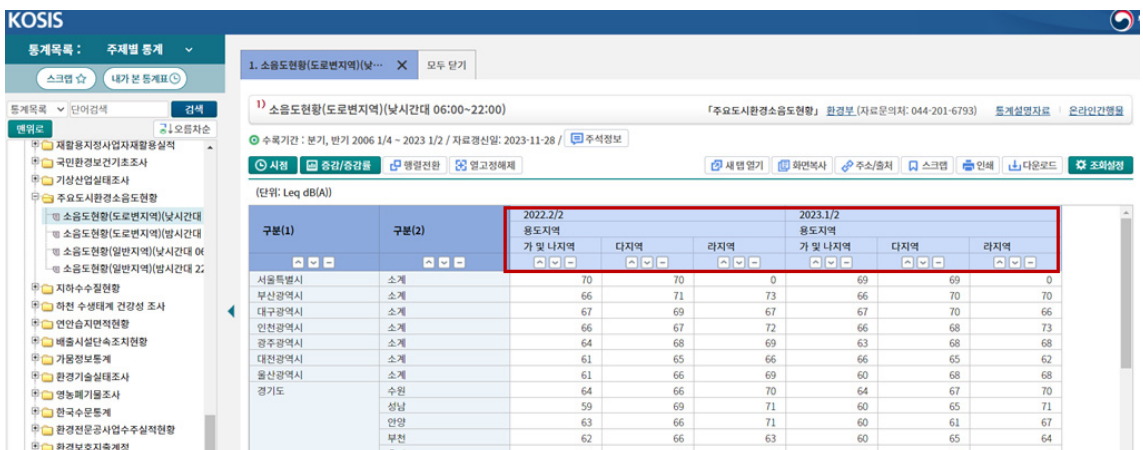 KOSIS
통계목록 : 주제별 통계
스크랩 내가 본 통계표
1. 소음도현황(도로변지역)(낮… 모두 닫기
통계목록 단어검색 검색
맨위로 오름차순
재활용지정사업자재활용실적
국민환경보건기초조사
기상산업실태조사
주요도시환경소음도현황
소음도현황(도로변지역)(낮시간대
소음도현황(도로변지역)(밤시간대
소음도현황(일반지역)(낮시간대 06
소음도현황(일반지역)(밤시간대 22
지하수수질현황
하천 수생태계 건강성 조사
연안습지면적현황
배출시설단속조치현황
가뭄정보통계
환경기술실태조사
영농폐기물조사
한국수문통계
환경전문공사업수주실적현황
환경보호지출계정
1) 소음도현황(도로변지역)(낮시간대 06:00~22:00)
「주요도시환경소음도현황」 환경부 (자료문의처: 044-201-6793) 통계설명자료 온라인간행물
수록기간 : 분기, 반기 2006 1/4 ~ 2023 1/2 / 자료갱신일: 2023-11-28 / 주석정보
시점 증감/증감률 행렬전환 열고정해제 새 탭 열기 화면복사 주소/출처 스크랩 인쇄 다운로드 조회설정
(단위: Leq dB(A))
구분(1) 구분(2) 2022.2/2 2023.1/2
용도지역 용도지역
가 및 나지역 다지역 라지역 가 및 나지역 다지역 라지역
서울특별시 소계 70 70 0 69 69 0
부산광역시 소계 66 71 73 66 70 70
대구광역시 소계 67 69 67 67 70 66
인천광역시 소계 66 67 72 66 68 73
광주광역시 소계 64 68 69 63 68 68
대전광역시 소계 61 65 66 66 65 62
울산광역시 소계 61 66 69 60 68 68
경기도 수원 64 66 70 64 67 70
성남 59 69 71 60 65 71
안양 63 66 71 60 61 67
부천 62 66 63 60 65 64